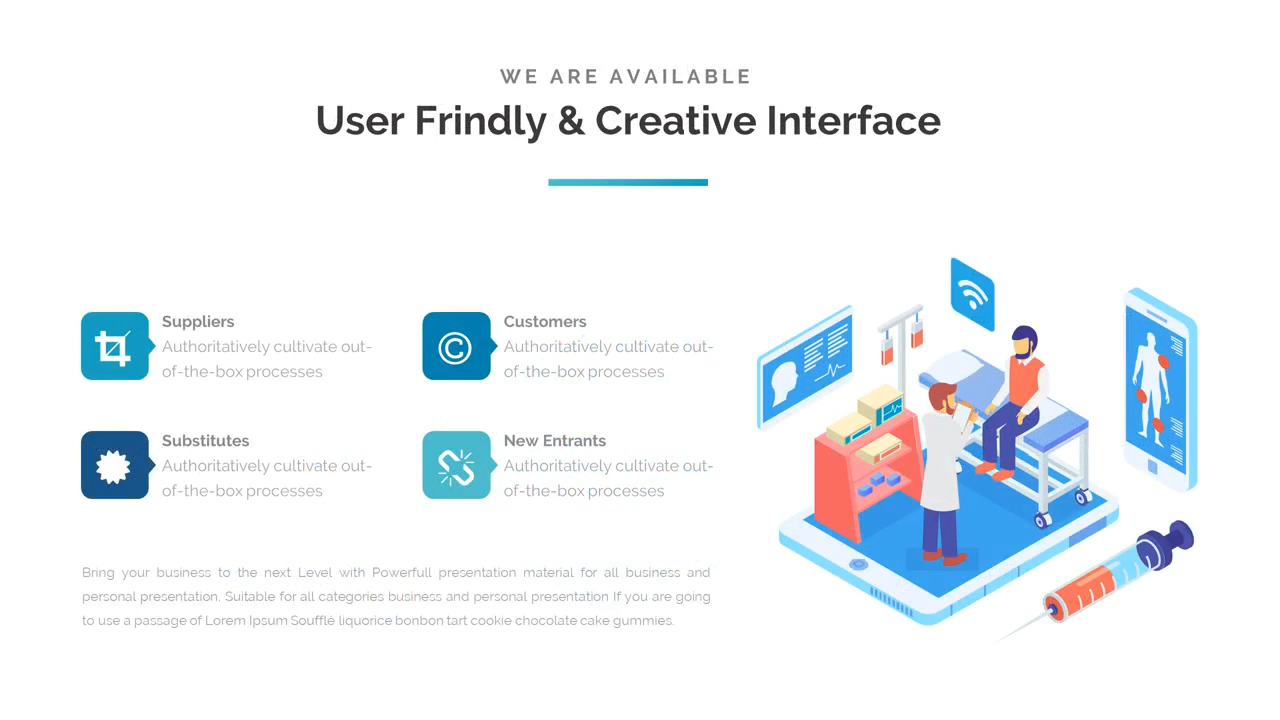 WE ARE AVAILABLE
User Frindly & Creative Interface
Suppliers
Authoritatively cultivate out-
of-the-box processes
Customers
Authoritatively cultivate out-
of-the-box processes
Substitutes
Authoritatively cultivate out-
of-the-box processes
New Entrants
Authoritatively cultivate out-
of-the-box processes
Bring your business to the next Level with Powerfull presentation material for all business and
personal presentation. Suitable for all categories business and personal presentation If you are going
to use a passage of Lorem Ipsum Soufflé liquorice bonbon tart cookie chocolate cake gummies.